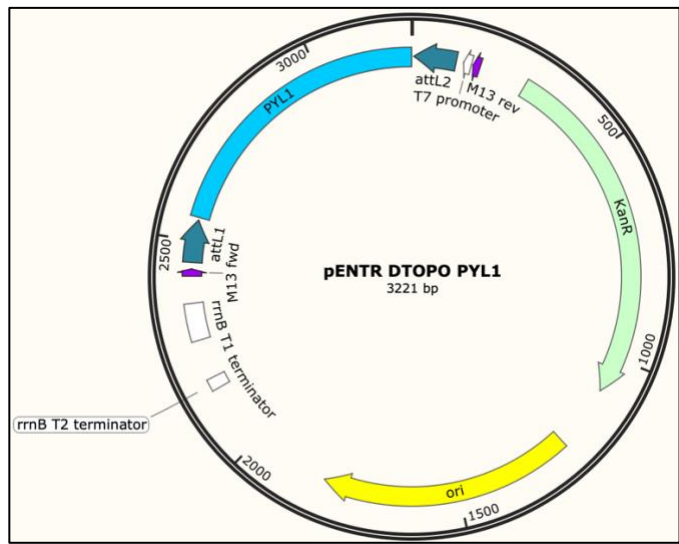 3000
attL2
M13 rev
T7 promoter
PYL1
500
KanR
attL1
2500
M13 fwd
pENTR DTOPO PYL1
3221 bp
rrnB T1 terminator
1000
rrnB T2 terminator
2000
ori
1500